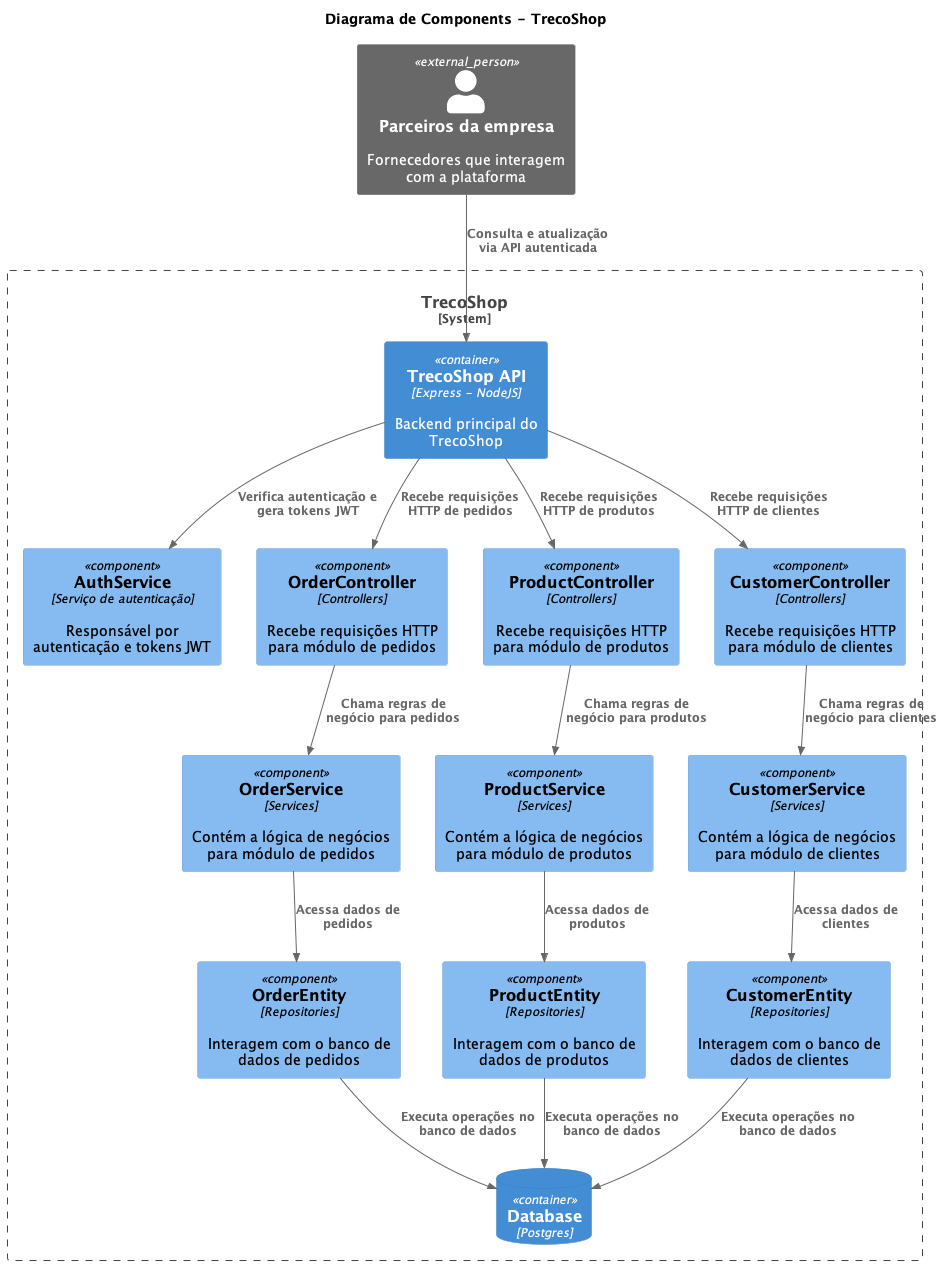 Diagrama de Components - TrecoShop
«external_person»
Parceiros da empresa
Fornecedores que interagem
com a plataforma
Consulta e atualização
via API autenticada
TrecoShop
[System]
«container»
TrecoShop API
[Express - NodeJS]
Backend principal do
TrecoShop
Verifica autenticação e
gera tokens JWT
Recebe requisições
HTTP de pedidos
Recebe requisições
HTTP de produtos
Recebe requisições
HTTP de clientes
«component»
AuthService
[Serviço de autenticação]
Responsável por
autenticação e tokens JWT
«component»
OrderController
[Controllers]
Recebe requisições HTTP
para módulo de pedidos
«component»
ProductController
[Controllers]
Recebe requisições HTTP
para módulo de produtos
«component»
CustomerController
[Controllers]
Recebe requisições HTTP
para módulo de clientes
Chama regras de
negócio para pedidos
Chama regras de
negócio para produtos
Chama regras de
negócio para clientes
«component»
OrderService
[Services]
Contém a lógica de negócios
para módulo de pedidos
«component»
ProductService
[Services]
Contém a lógica de negócios
para módulo de produtos
«component»
CustomerService
[Services]
Contém a lógica de negócios
para módulo de clientes
Acessa dados de
pedidos
Acessa dados de
produtos
Acessa dados de
clientes
«component»
OrderEntity
[Repositories]
Interagem com o banco de
dados de pedidos
«component»
ProductEntity
[Repositories]
Interagem com o banco de
dados de produtos
«component»
CustomerEntity
[Repositories]
Interagem com o banco de
dados de clientes
Executa operações no
banco de dados
Executa operações no
banco de dados
Executa operações no
banco de dados
«container»
Database
[Postgres]